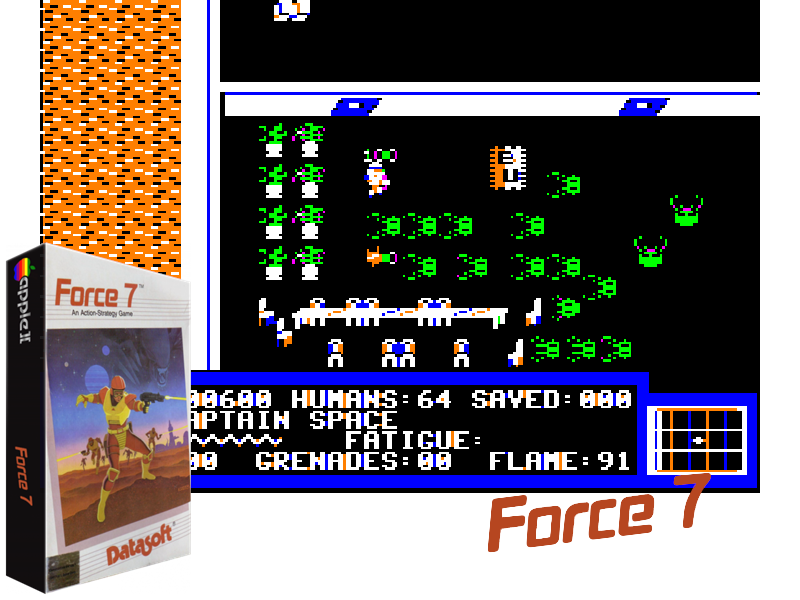 00600 HUMANS:64 SAVED:000
APTAIN SPACE
FATIGUE:
00 GRENADES:00 FLAME:91
apple II
Force 7™
An Action-Strategy Game
Force 7
Datasoft®
Force 7